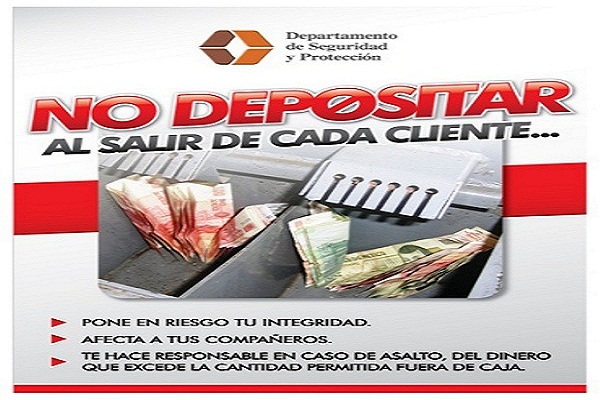 Departamento
de Seguridad
y Protección
NO DEPOSITAR
AL SALIR DE CADA CLIENTE...
PONE EN RIESGO TU INTEGRIDAD.
AFECTA A TUS COMPAÑEROS.
TE HACE RESPONSABLE EN CASO DE ASALTO, DEL DINERO
QUE EXCEDE LA CANTIDAD PERMITIDA FUERA DE CAJA.